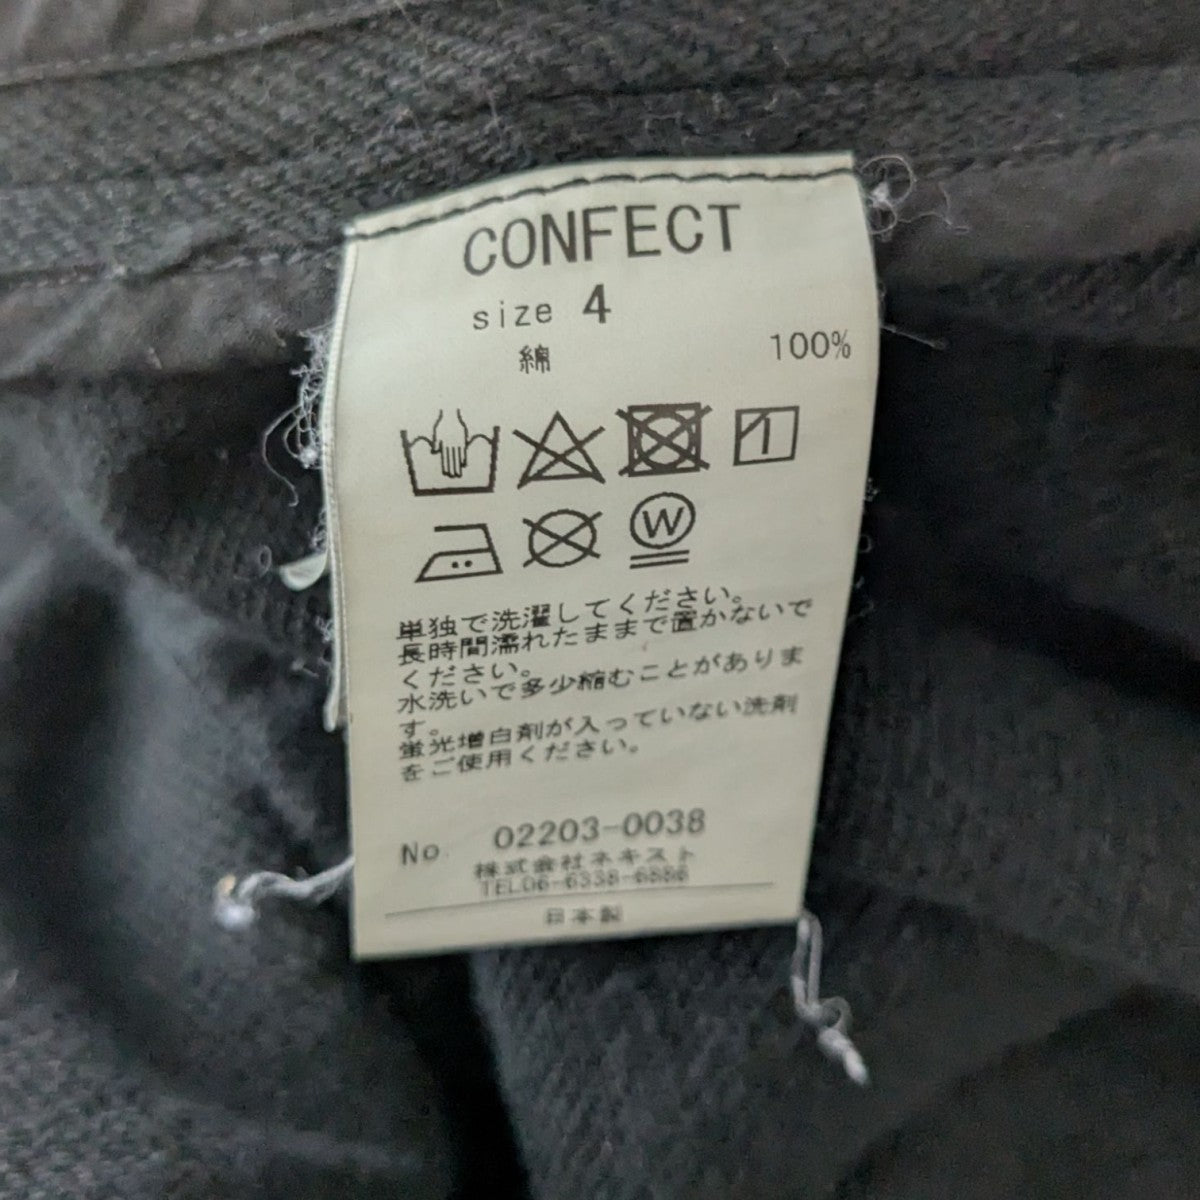 CONFECT
size 4
綿 100%
W
単独で洗濯してください。
長時間濡れたままで置かないで
ください。
水洗いで多少縮むことがありま
す。
蛍光増白剤が入っていない洗剤
をご使用ください。
No. 02203-0038
株式会社ネキスト
TEL06-6338-6886
日本製